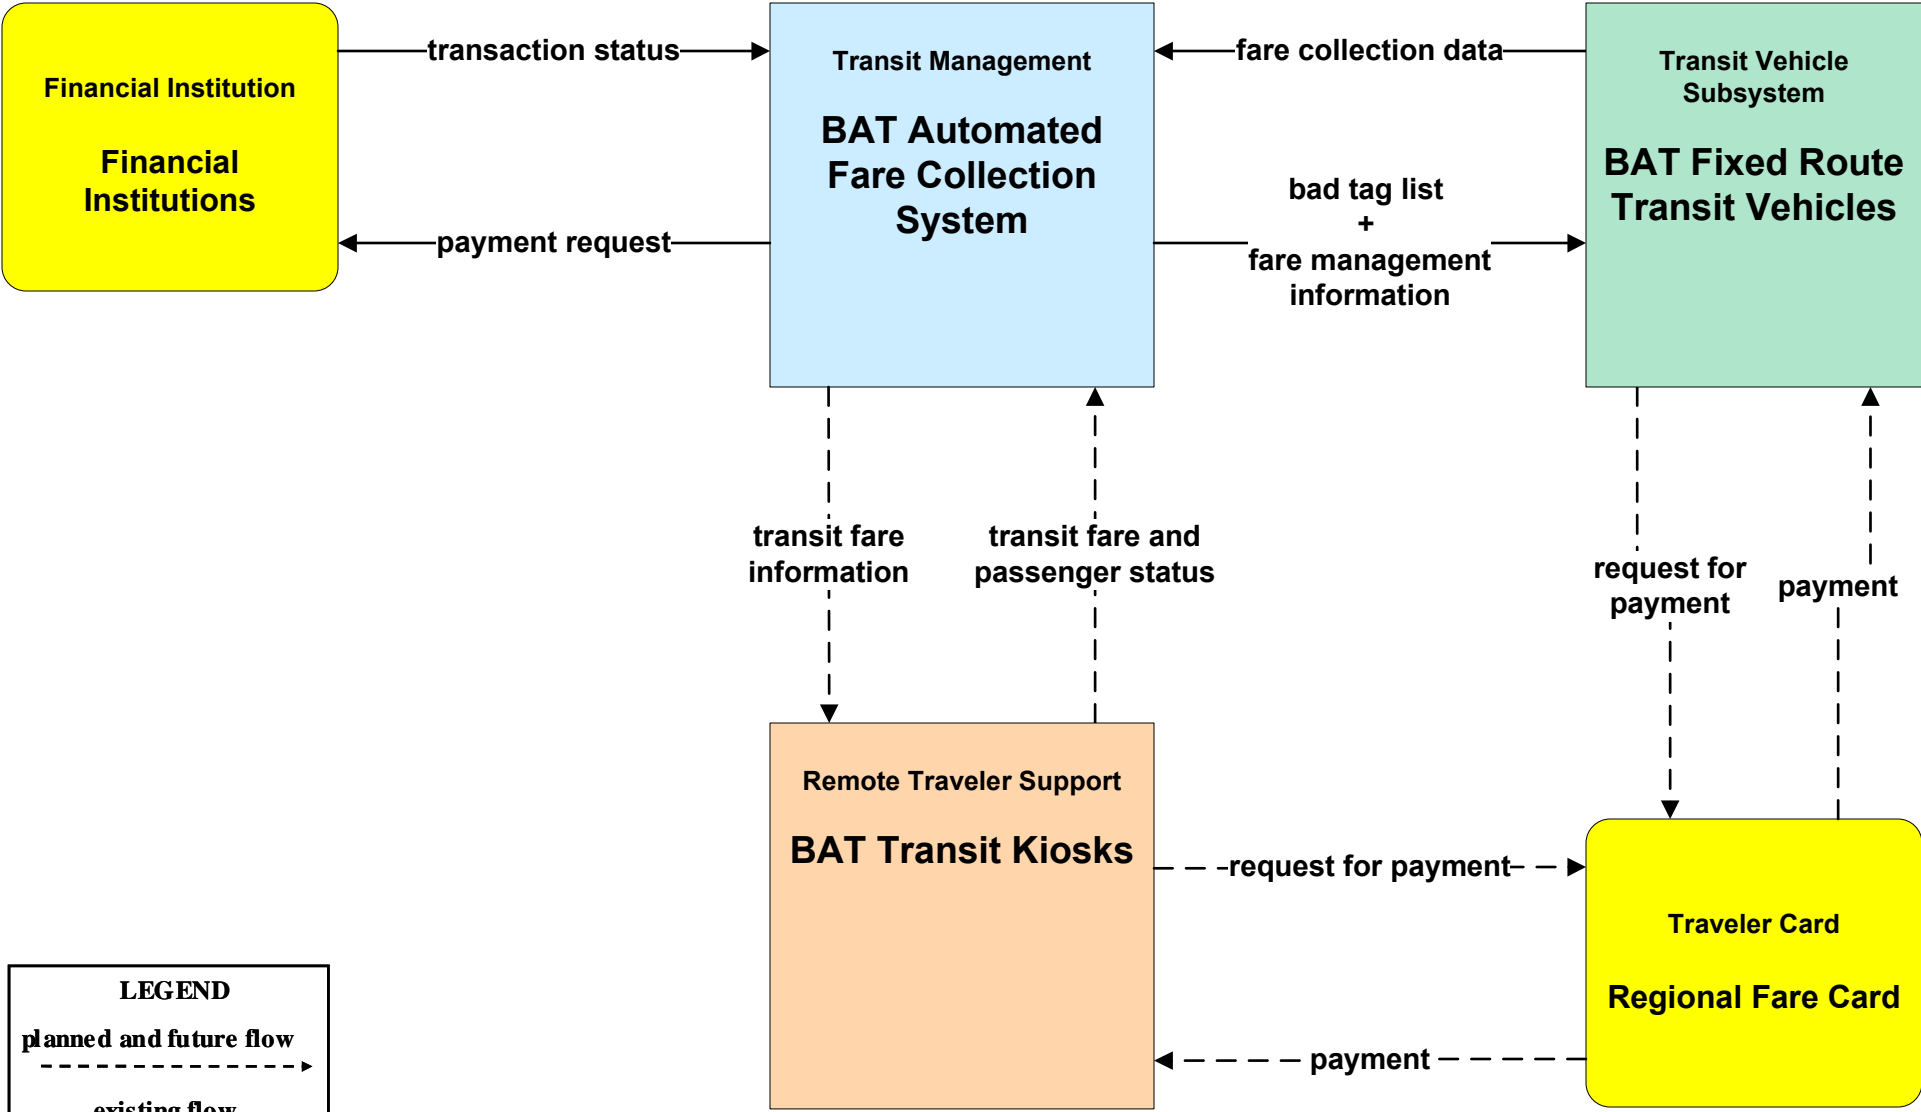 Financial Institution
Financial
Institutions
transaction status
payment request
Transit Management
BAT Automated
Fare Collection
System
fare collection data
bad tag list
+
fare management
information
Transit Vehicle
Subsystem
BAT Fixed Route
Transit Vehicles
transit fare
information
transit fare and
passenger status
request for
payment
payment
Remote Traveler Support
BAT Transit Kiosks
request for payment
payment
Traveler Card
Regional Fare Card
LEGEND
planned and future flow
existing flow